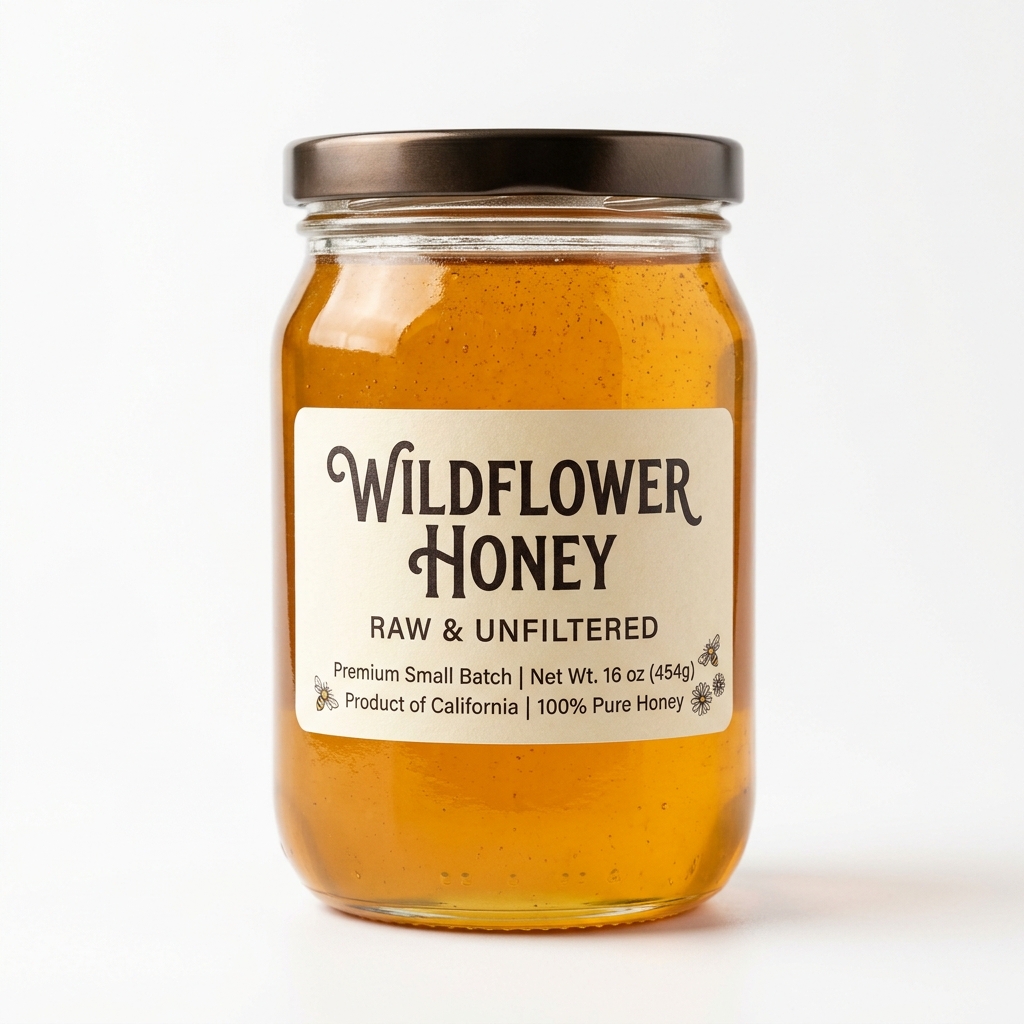 WILDFLOWER
HONEY
RAW & UNFILTERED
Premium Small Batch | Net Wt. 16 oz (454g)
Product of California | 100% Pure Honey